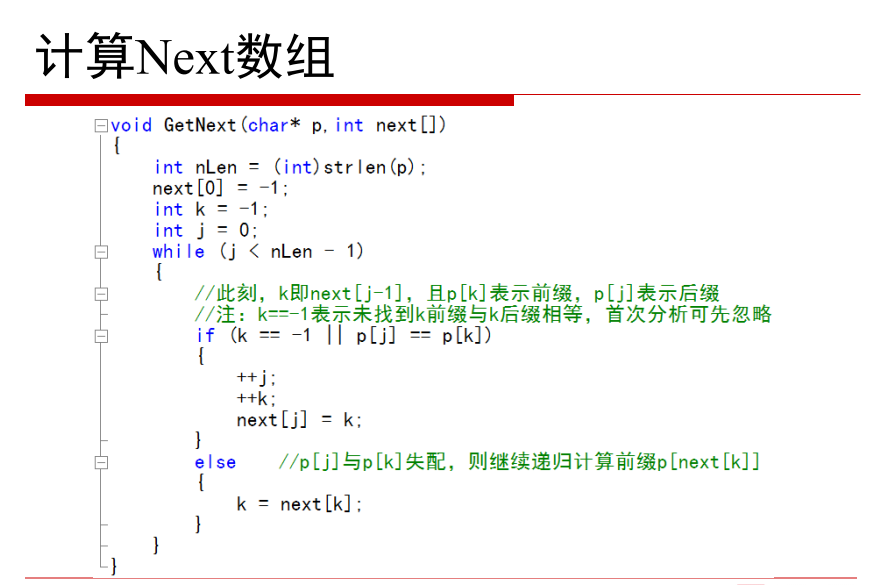 计算Next数组
void GetNext(char* p,int next[])
{
int nLen = (int)strlen(p);
next[0] = -1;
int k = -1;
int j = 0;
while (j < nLen - 1)
{
//此刻，k即next[j-1]，且p[k]表示前缀，p[j]表示后缀
//注：k==-1表示未找到k前缀与k后缀相等，首次分析可先忽略
if (k == -1 || p[j] == p[k])
{
++j;
++k;
next[j] = k;
}
else    //p[j]与p[k]失配，则继续递归计算前缀p[next[k]]
{
k = next[k];
}
}
}